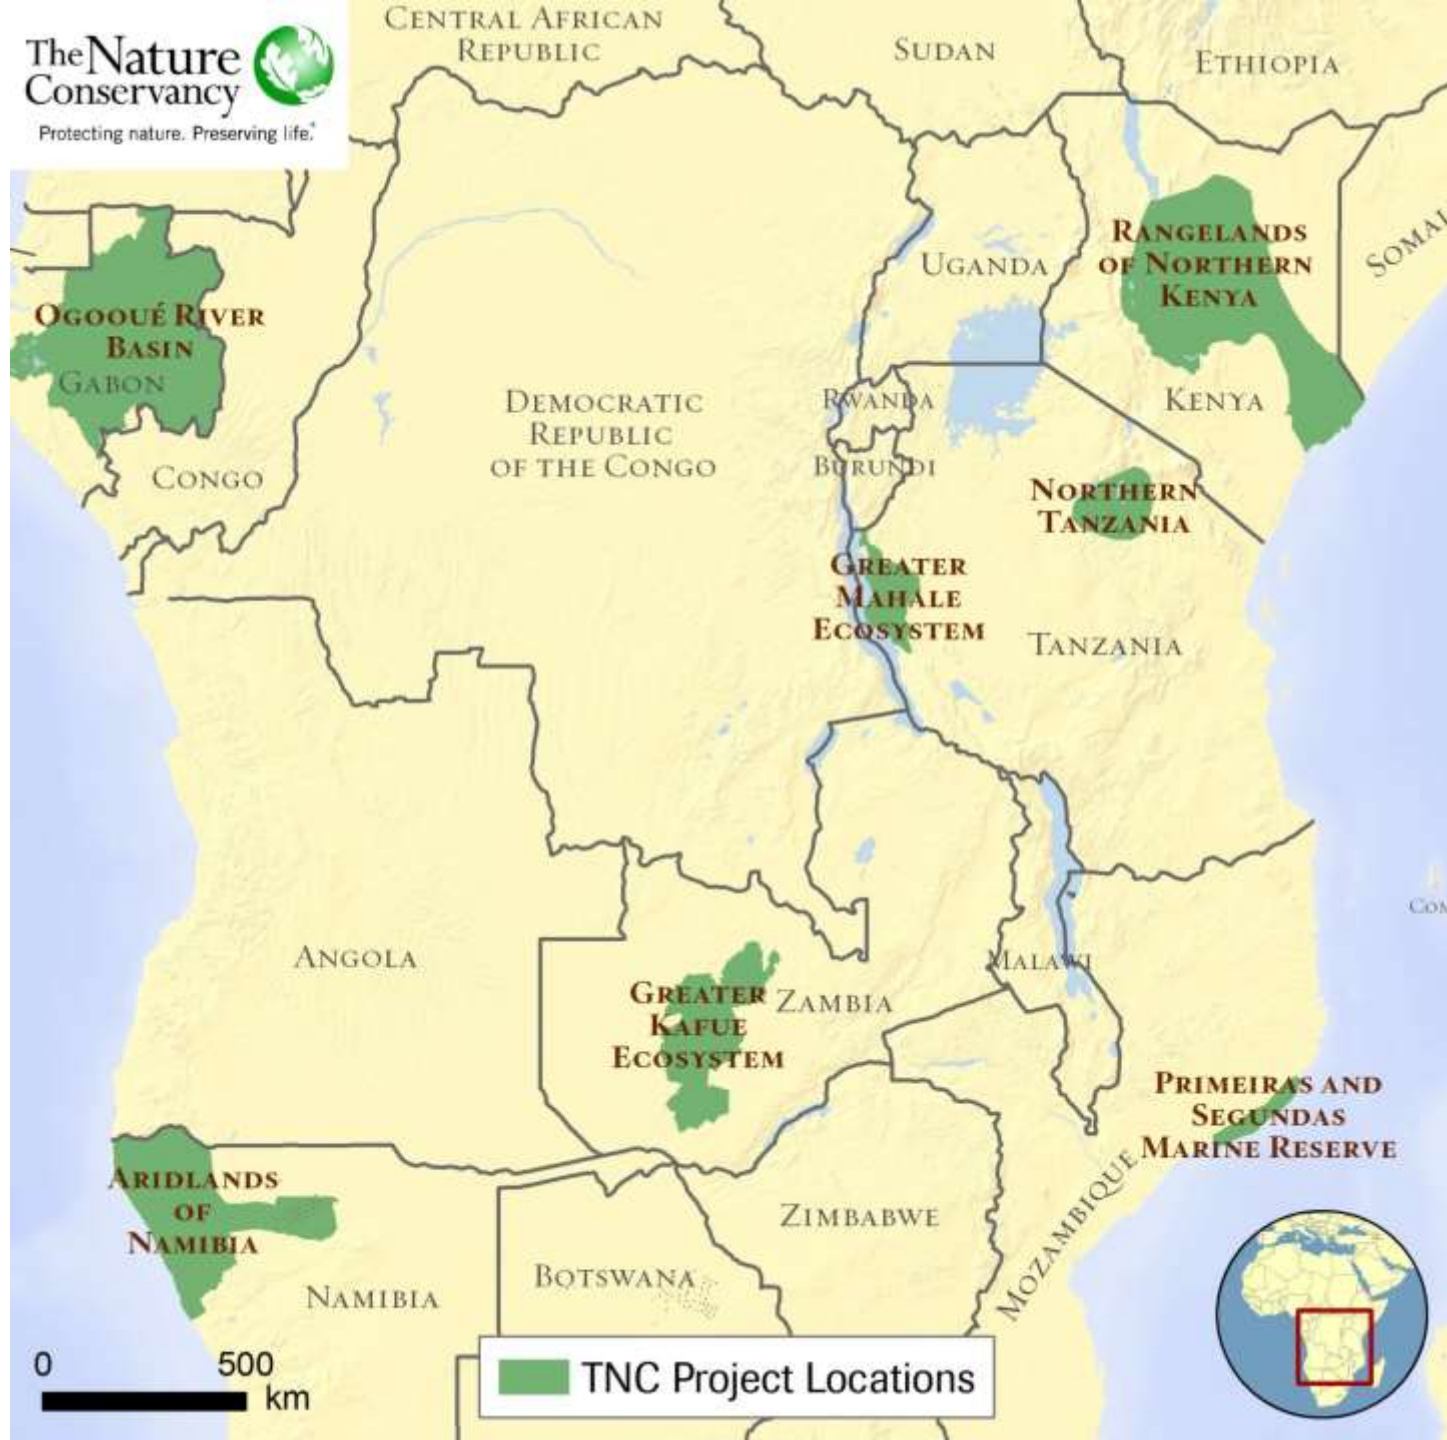 The Nature
Conservancy
Protecting nature. Preserving life.
CENTRAL AFRICAN
REPUBLIC
SUDAN
ETHIOPIA
RANGELANDS
OF NORTHERN
KENYA
UGANDA
OGOOUÉ RIVER
BASIN
GABON
DEMOCRATIC
REPUBLIC
OF THE CONGO
RWANDA
KENYA
BURUNDI
CONGO
NORTHERN
TANZANIA
GREATER
MAHALE
ECOSYSTEM
TANZANIA
ANGOLA
MALAWI
GREATER
KAFUE
ECOSYSTEM
ZAMBIA
PRIMEIRAS AND
SEGUNDAS
MARINE RESERVE
ARIDLANDS
OF
NAMIBIA
ZIMBABWE
MOZAMBIQUE
BOTSWANA
NAMIBIA
0 500
km
TNC Project Locations